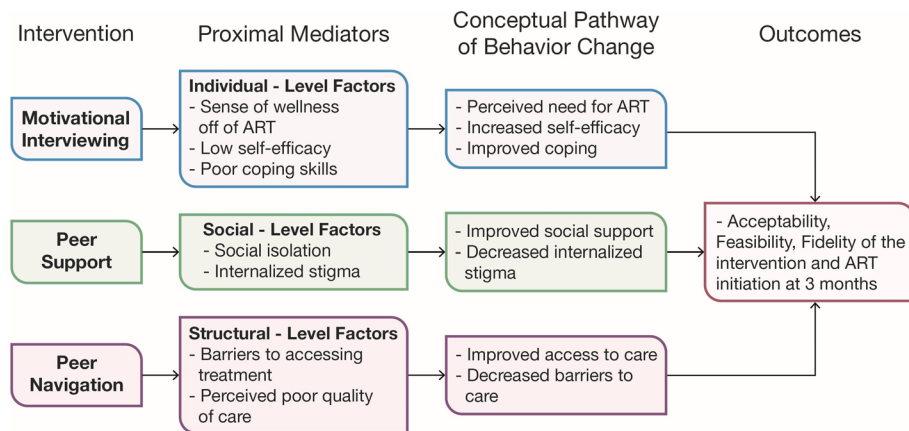 Intervention
Proximal Mediators
Conceptual Pathway
of Behavior Change
Outcomes
Motivational
Interviewing
Individual - Level Factors
- Sense of wellness
off of ART
- Low self-efficacy
- Poor coping skills
- Perceived need for ART
- Increased self-efficacy
- Improved coping
Peer
Support
Social - Level Factors
- Social isolation
- Internalized stigma
- Improved social support
- Decreased internalized
stigma
- Acceptability,
Feasibility, Fidelity of the
intervention and ART
initiation at 3 months
Peer
Navigation
Structural - Level Factors
- Barriers to accessing
treatment
- Perceived poor quality
of care
- Improved access to care
- Decreased barriers to
care